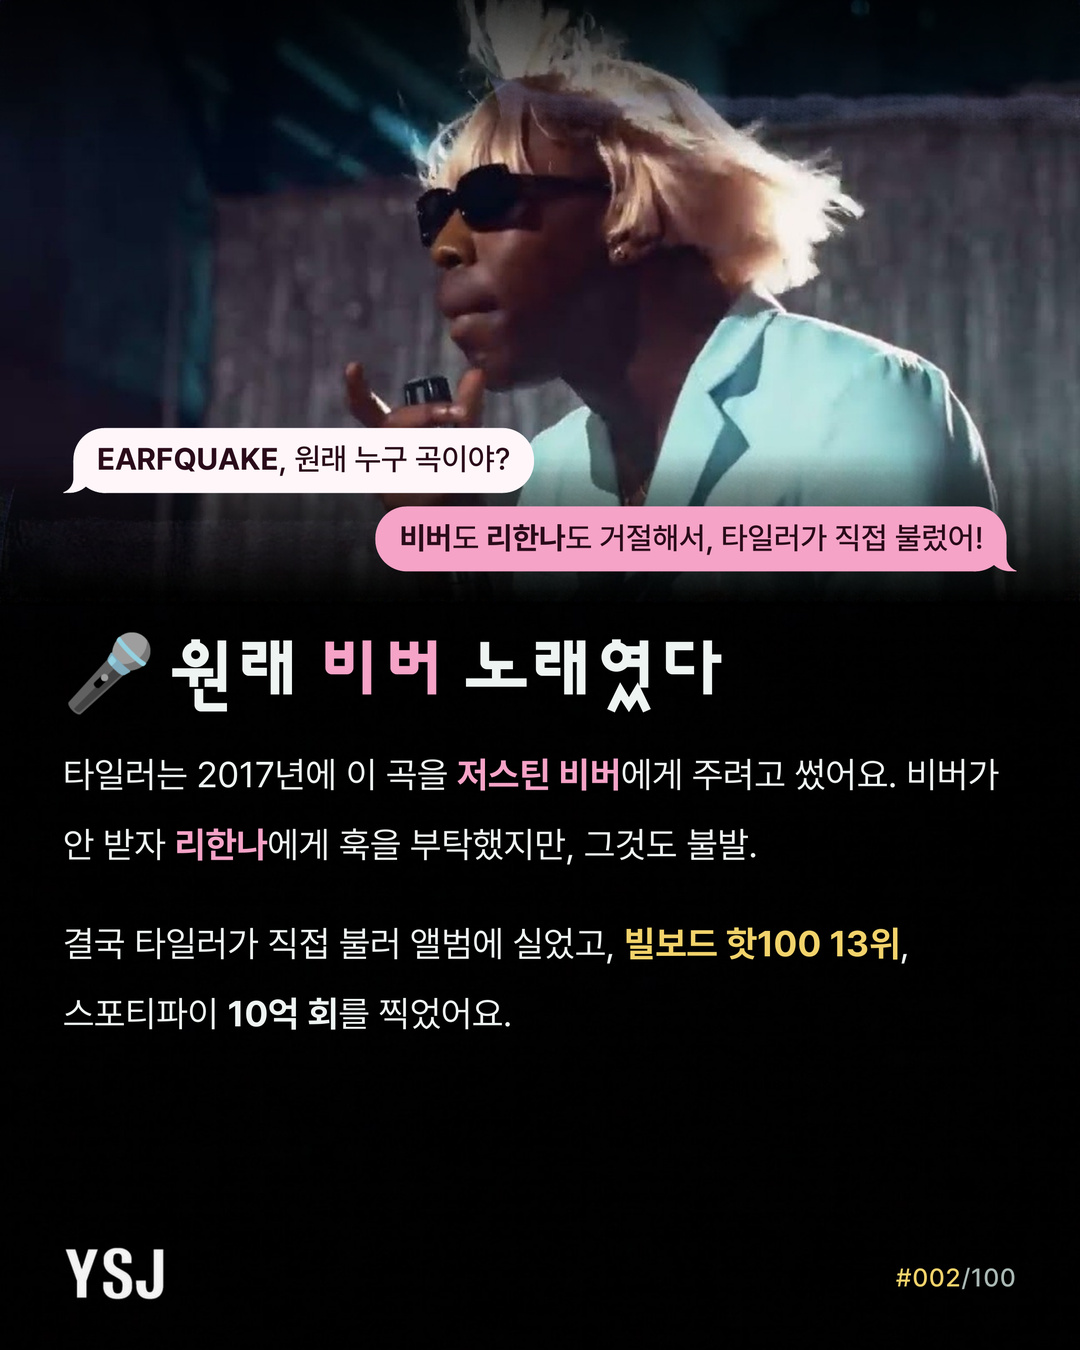 EARFQUAKE, 원래 누구 곡이야?
비버도 리한나도 거절해서, 타일러가 직접 불렀어!
🎤 원래 비버 노래였다
타일러는 2017년에 이 곡을 저스틴 비버에게 주려고 썼어요. 비버가
안 받자 리한나에게 훅을 부탁했지만, 그것도 불발.
결국 타일러가 직접 불러 앨범에 실었고, 빌보드 핫100 13위,
스포티파이 10억 회를 찍었어요.
YSJ
#002/100